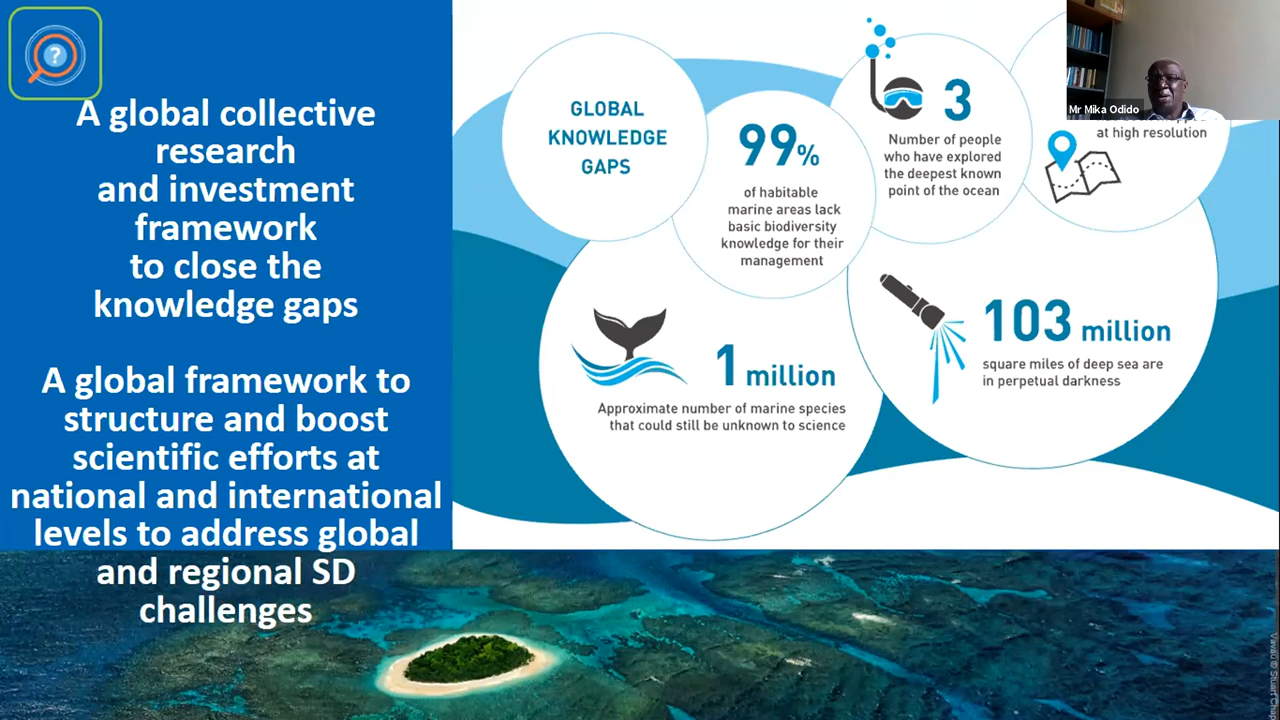 ?
A global collective
research
and investment
framework
to close the
knowledge gaps
A global framework to
structure and boost
scientific efforts at
national and international
levels to address global
and regional SD
challenges
GLOBAL
KNOWLEDGE
GAPS
99%
of habitable
marine areas lack
basic biodiversity
knowledge for their
management
3
Number of people
who have explored
the deepest known
point of the ocean
Mr Mika Odido
at high resolution
1 million
Approximate number of marine species
that could still be unknown to science
103 million
square miles of deep sea are
in perpetual darkness